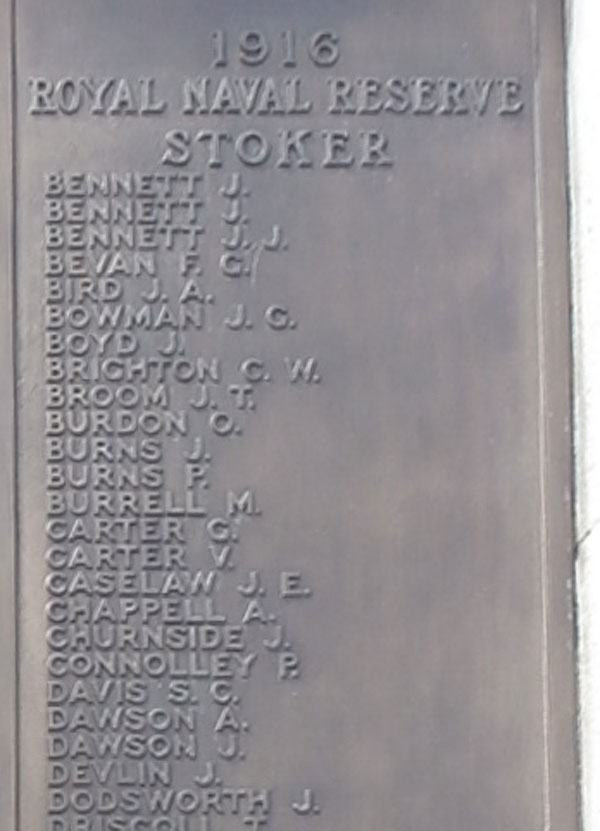 1916
ROYAL NAVAL RESERVE
STOKER
BENNETT J.
BENNETT J.
BENNETT J. J.
BEVAN F. G.
BIRD J. A.
BOWMAN J. G.
BOYD J.
BRIGHTON C. W.
BROOM J. T.
BURDON O.
BURNS J.
BURNS P.
BURRELL M.
CARTER G.
CARTER V.
CASELAW J. E.
CHAPPELL A.
CHURNSIDE J.
CONNOLLEY P.
DAVIS S. C.
DAWSON A.
DAWSON J.
DEVLIN J.
DODSWORTH J.
DRISCOLL T.